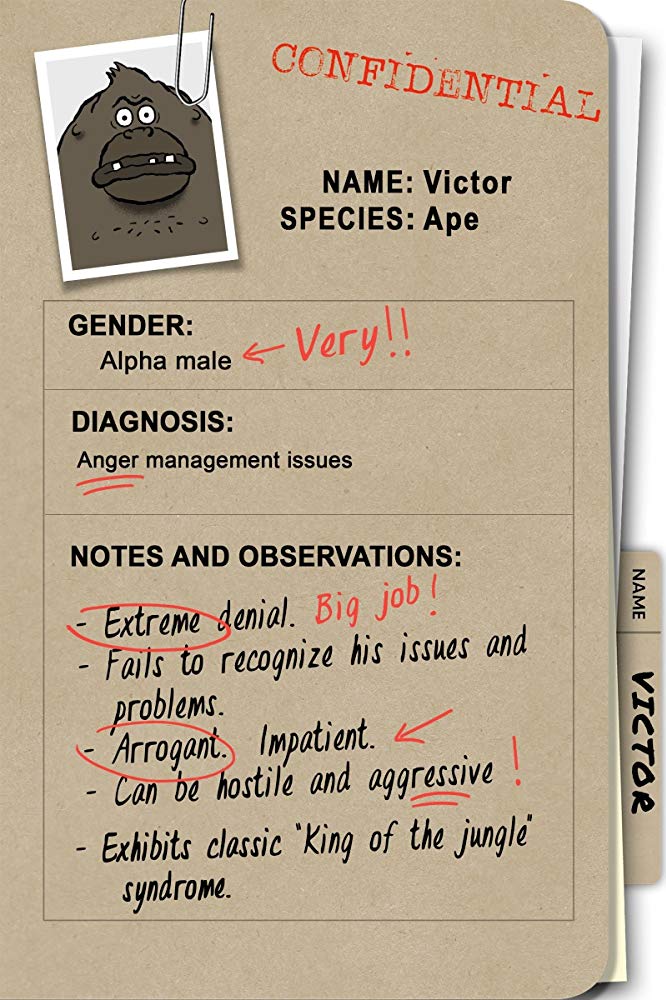 CONFIDENTIAL
NAME: Victor
SPECIES: Ape
GENDER:
Alpha male Very!!
DIAGNOSIS:
Anger management issues
NOTES AND OBSERVATIONS:
- Extreme denial. Big job!
- Fails to recognize his issues and
problems.
- Arrogant. Impatient.
- Can be hostile and aggressive !
- Exhibits classic "King of the jungle"
syndrome.
NAME
VICTOR